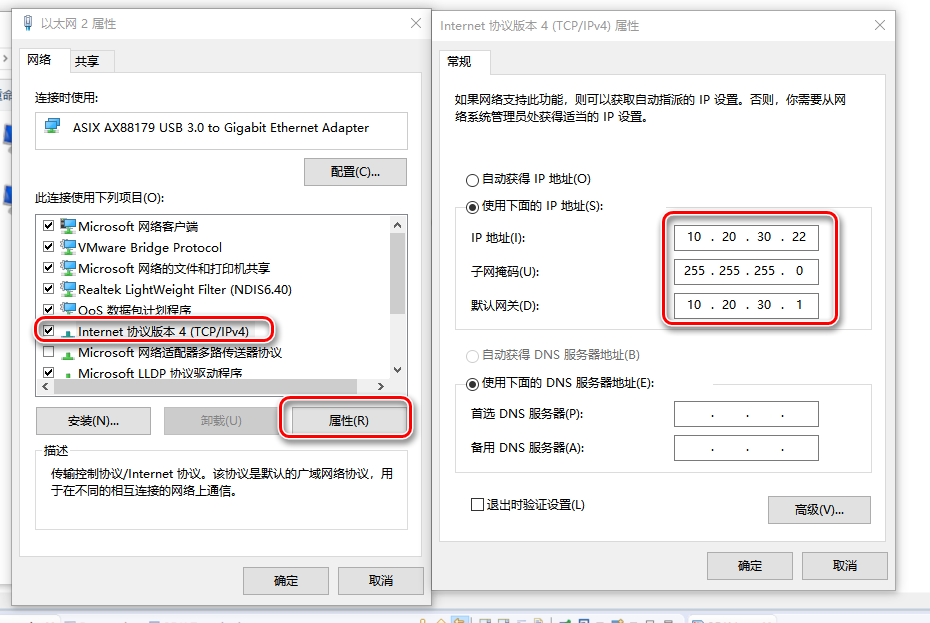 以太网 2 属性
网络
共享
连接时使用:
ASIX AX88179 USB 3.0 to Gigabit Ethernet Adapter
配置(C)...
此连接使用下列项目(O):
Microsoft 网络客户端
VMware Bridge Protocol
Microsoft 网络的文件和打印机共享
Realtek LightWeight Filter (NDIS6.40)
QoS 数据包计划程序
Internet 协议版本 4 (TCP/IPv4)
Microsoft 网络适配器多路传送器协议
Microsoft LLDP 协议驱动程序
安装(N)...
卸载(U)
属性(R)
描述
传输控制协议/Internet 协议。该协议是默认的广域网络协议，用
于在不同的相互连接的网络上通信。
确定
取消
Internet 协议版本 4 (TCP/IPv4) 属性
常规
如果网络支持此功能，则可以获取自动指派的 IP 设置。否则，你需要从网
络系统管理员处获得适当的 IP 设置。
自动获得 IP 地址(O)
使用下面的 IP 地址(S):
IP 地址(I):
10 . 20 . 30 . 22
子网掩码(U):
255 . 255 . 255 . 0
默认网关(D):
10 . 20 . 30 . 1
自动获得 DNS 服务器地址(B)
使用下面的 DNS 服务器地址(E):
首选 DNS 服务器(P):
. . .
备用 DNS 服务器(A):
. . .
退出时验证设置(L)
高级(V)...
确定
取消